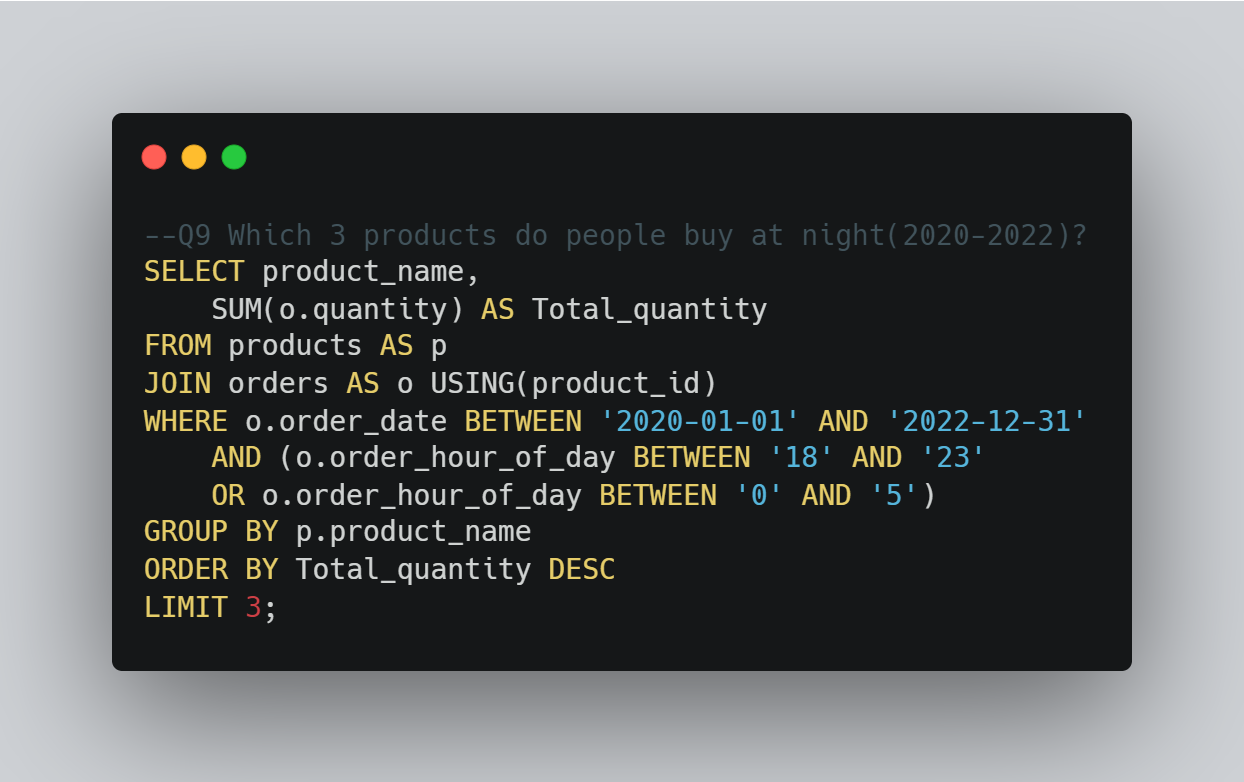 --Q9 Which 3 products do people buy at night(2020-2022)?
SELECT product_name,
    SUM(o.quantity) AS Total_quantity
FROM products AS p
JOIN orders AS o USING(product_id)
WHERE o.order_date BETWEEN '2020-01-01' AND '2022-12-31'
    AND (o.order_hour_of_day BETWEEN '18' AND '23'
    OR o.order_hour_of_day BETWEEN '0' AND '5')
GROUP BY p.product_name
ORDER BY Total_quantity DESC
LIMIT 3;